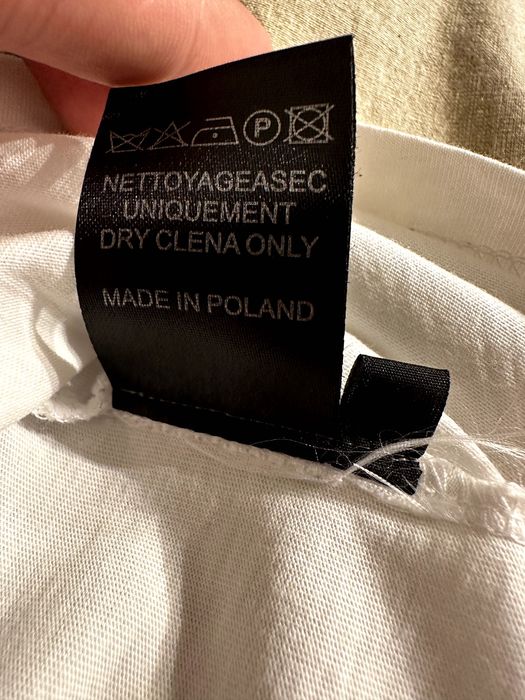 P
NETTOYAGEASEC
UNIQUEMENT
DRY CLENA ONLY
MADE IN POLAND